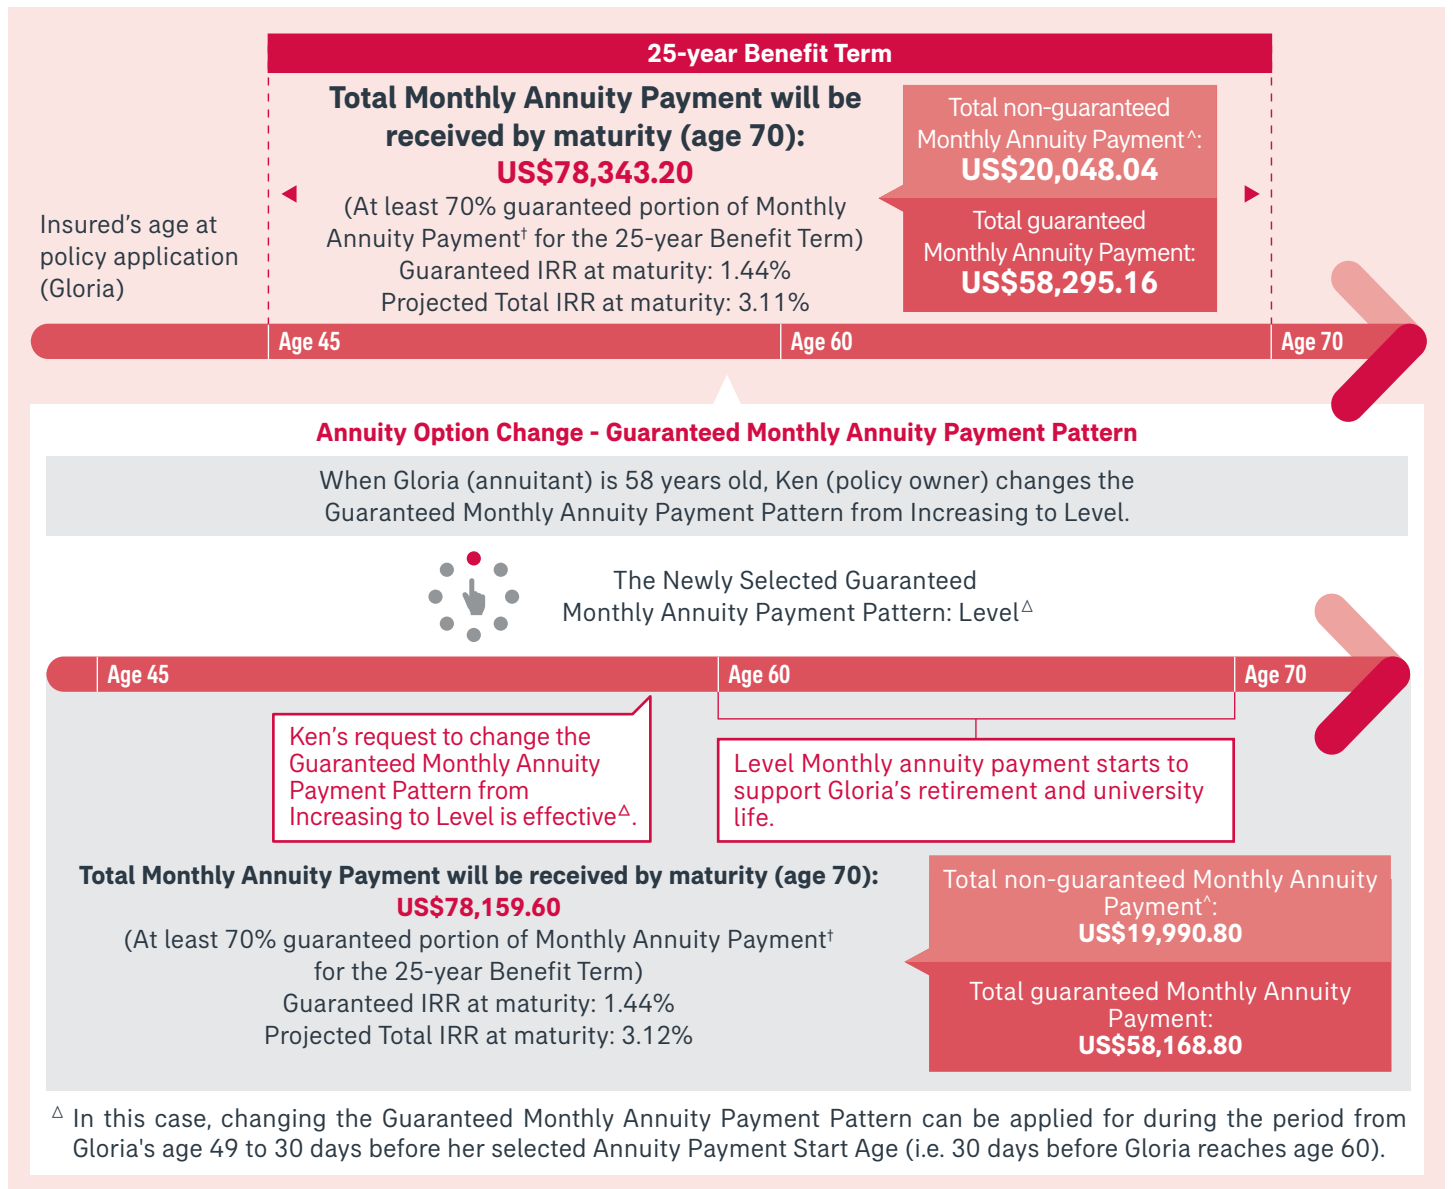 25-year Benefit Term
Total Monthly Annuity Payment will be
received by maturity (age 70):
US$78,343.20
(At least 70% guaranteed portion of Monthly
Annuity Payment† for the 25-year Benefit Term)
Guaranteed IRR at maturity: 1.44%
Projected Total IRR at maturity: 3.11%
Total non-guaranteed
Monthly Annuity Payment^:
US$20,048.04
Total guaranteed
Monthly Annuity Payment:
US$58,295.16
Insured's age at
policy application
(Gloria)
Age 45
Age 60
Age 70
Annuity Option Change - Guaranteed Monthly Annuity Payment Pattern
When Gloria (annuitant) is 58 years old, Ken (policy owner) changes the
Guaranteed Monthly Annuity Payment Pattern from Increasing to Level.
The Newly Selected Guaranteed
Monthly Annuity Payment Pattern: Level△
Age 45
Age 60
Age 70
Ken's request to change the
Guaranteed Monthly Annuity
Payment Pattern from
Increasing to Level is effective△.
Level Monthly annuity payment starts to
support Gloria's retirement and university
life.
Total Monthly Annuity Payment will be received by maturity (age 70):
US$78,159.60
(At least 70% guaranteed portion of Monthly Annuity Payment†
for the 25-year Benefit Term)
Guaranteed IRR at maturity: 1.44%
Projected Total IRR at maturity: 3.12%
Total non-guaranteed Monthly Annuity
Payment^:
US$19,990.80
Total guaranteed Monthly Annuity
Payment:
US$58,168.80
△ In this case, changing the Guaranteed Monthly Annuity Payment Pattern can be applied for during the period from
Gloria's age 49 to 30 days before her selected Annuity Payment Start Age (i.e. 30 days before Gloria reaches age 60).